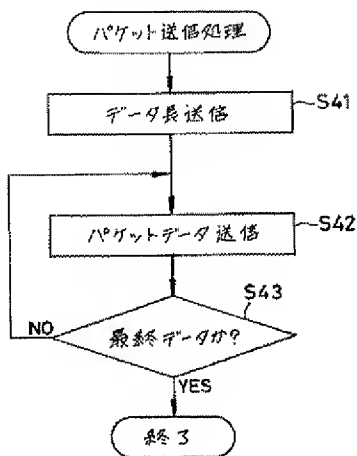 パケット送信処理
データ長送信
S41
パケットデータ送信
S42
S43
最終データか?
NO
YES
終了